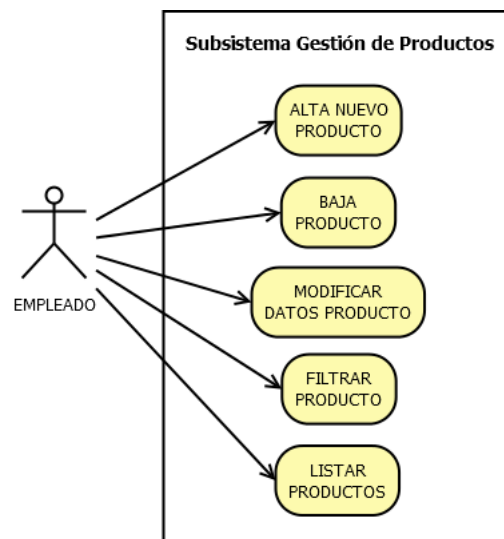 Subsistema Gestión de Productos
ALTA NUEVO
PRODUCTO
BAJA
PRODUCTO
EMPLEADO
MODIFICAR
DATOS PRODUCTO
FILTRAR
PRODUCTO
LISTAR
PRODUCTOS